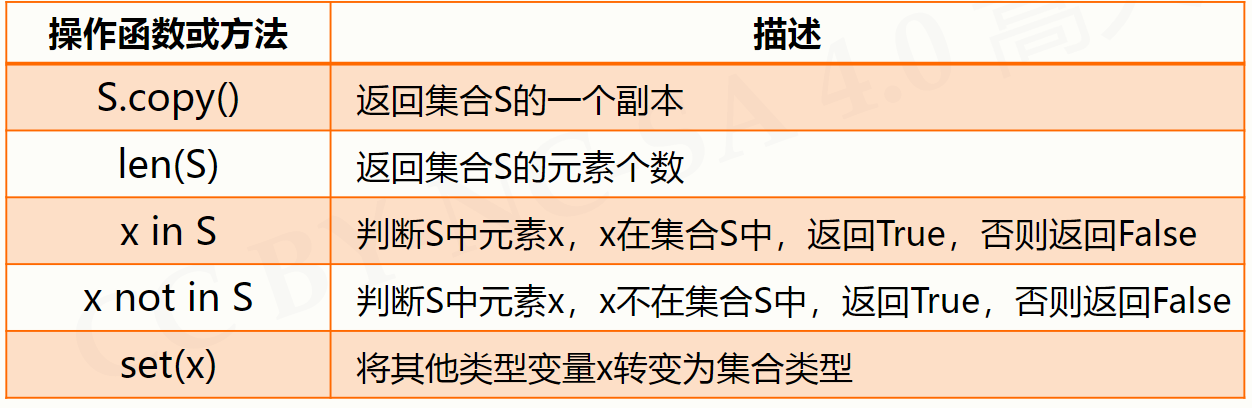 操作函数或方法 描述
S.copy() 返回集合S的一个副本
len(S) 返回集合S的元素个数
x in S 判断S中元素x，x在集合S中，返回True，否则返回False
x not in S 判断S中元素x，x不在集合S中，返回True，否则返回False
set(x) 将其他类型变量x转变为集合类型
CC BY NC SA 4.0 高